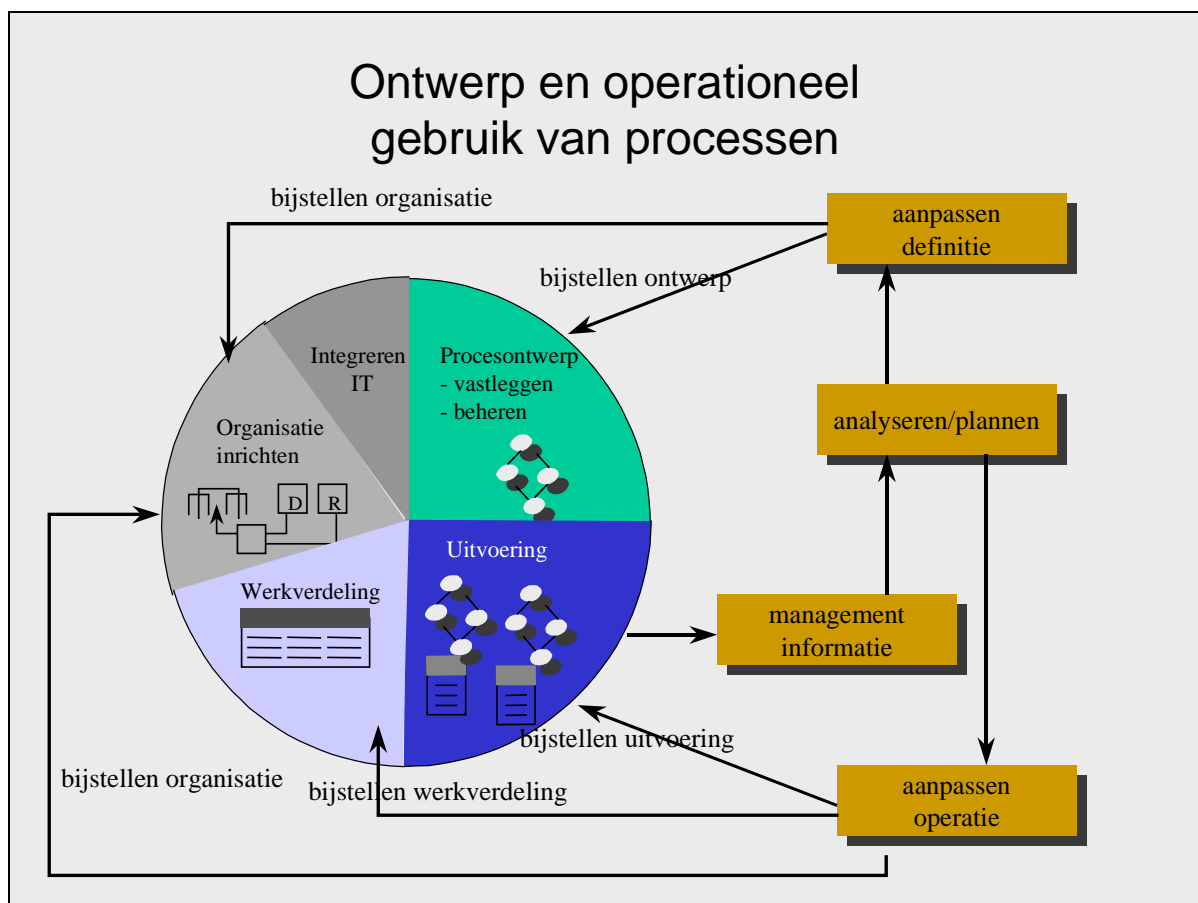 Ontwerp en operationeel
gebruik van processen
bijstellen organisatie
aanpassen
definitie
bijstellen ontwerp
Integreren
IT
Procesontwerp
- vastleggen
- beheren
analyseren/plannen
Organisatie
inrichten
D
R
Uitvoering
Werkverdeling
management
informatie
bijstellen uitvoering
bijstellen organisatie
bijstellen werkverdeling
aanpassen
operatie